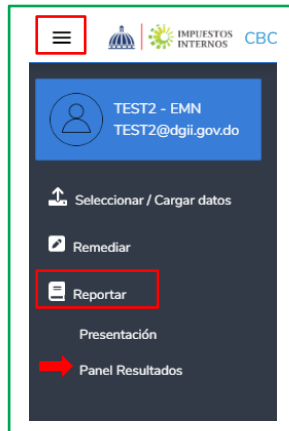 IMPUESTOS
INTERNOS
CBC
TEST2 - EMN
TEST2@dgii.gov.do
Seleccionar / Cargar datos
Remediar
Reportar
Presentación
Panel Resultados